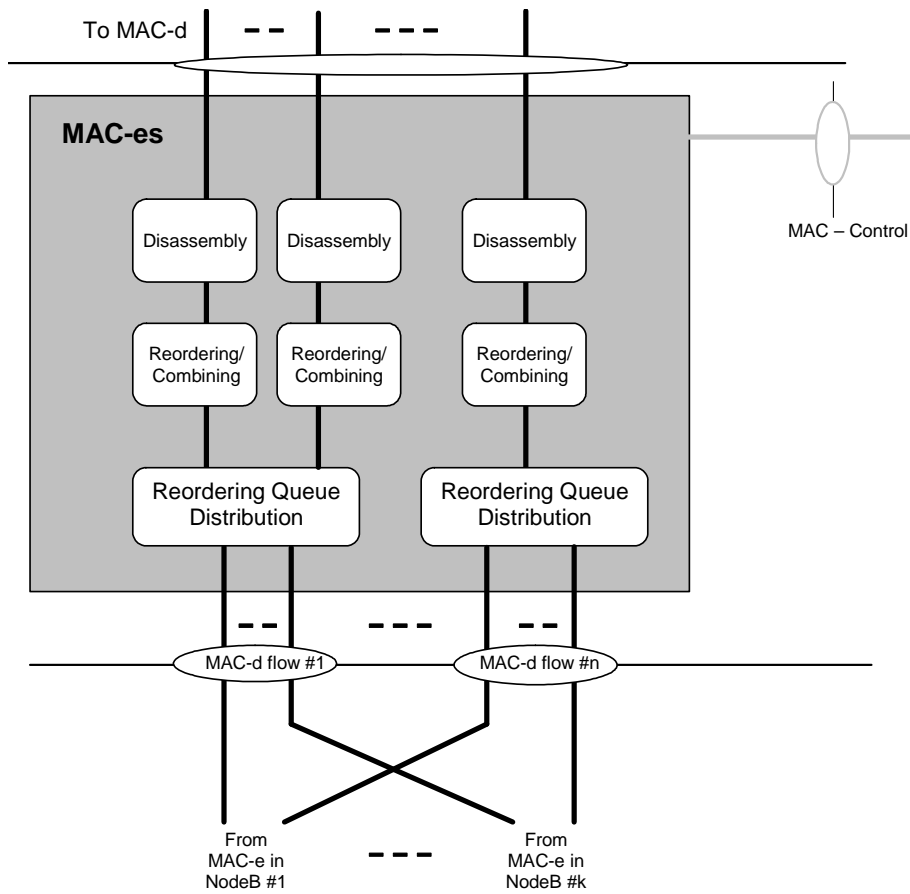 To MAC-d
MAC-es
MAC – Control
Disassembly
Disassembly
Disassembly
Reordering/
Combining
Reordering/
Combining
Reordering/
Combining
Reordering Queue
Distribution
Reordering Queue
Distribution
MAC-d flow #1
MAC-d flow #n
From
MAC-e in
NodeB #1
From
MAC-e in
NodeB #k